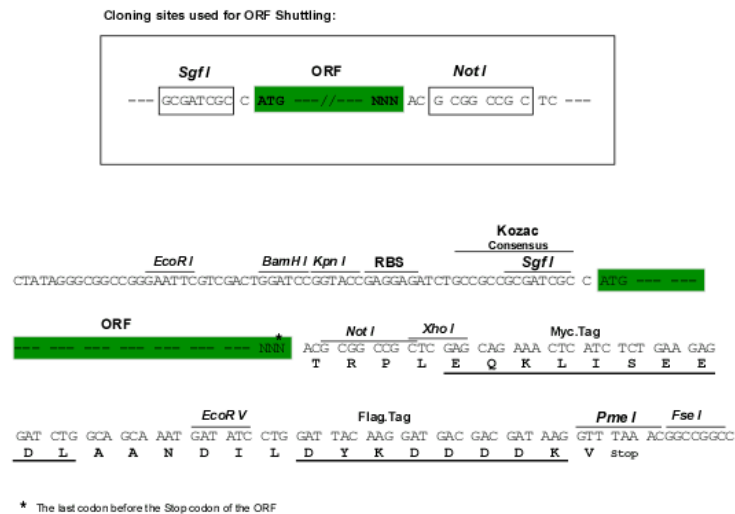 Cloning sites used for ORF Shuttling:
Sgf I ORF Not I
--- GCGATCGC C ATG ---//--- NNN AC G CGG CCG C TC ---
Kozac
Consensus
EcoR I BamH I Kpn I RBS Sgf I
CTATAGGGCGGCCGGGAATTCGTCGACTGGATCCGGTACCGAGGAGATCTGCCGCCGCGATCGC C ATG ---- ---
ORF
Not I Xho I Myc.Tag
--- --- --- --- --- --- --- --- --- NNN* ACG CGG CCG CTC GAG CAG AAA CTC ATC TCT GAA GAG
T R P L E Q K L I S E E
EcoR V Flag.Tag Pme I Fse I
GAT CTG GCA GCA AAT GAT ATC CTG GAT TAC AAG GAT GAC GAC GAT AAG GTT TAA ACGGCCGGCC
D L A A N D I L D Y K D D D D K V Stop
* The last codon before the Stop codon of the ORF